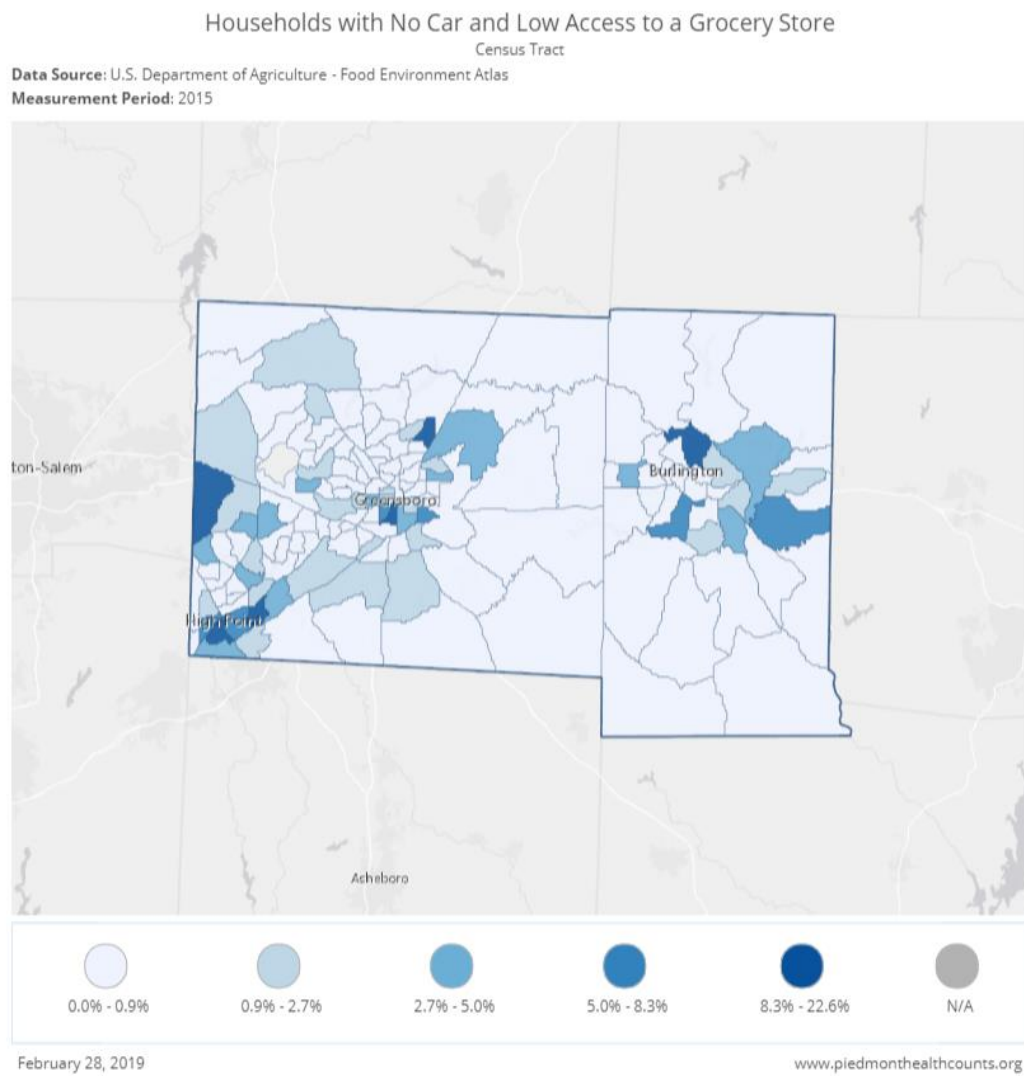 Households with No Car and Low Access to a Grocery Store
Census Tract
Data Source: U.S. Department of Agriculture - Food Environment Atlas
Measurement Period: 2015
ton-Salem
Burlington
Greensboro
High Point
Asheboro
0.0% - 0.9%
0.9% - 2.7%
2.7% - 5.0%
5.0% - 8.3%
8.3% - 22.6%
N/A
February 28, 2019
www.piedmonthealthcounts.org